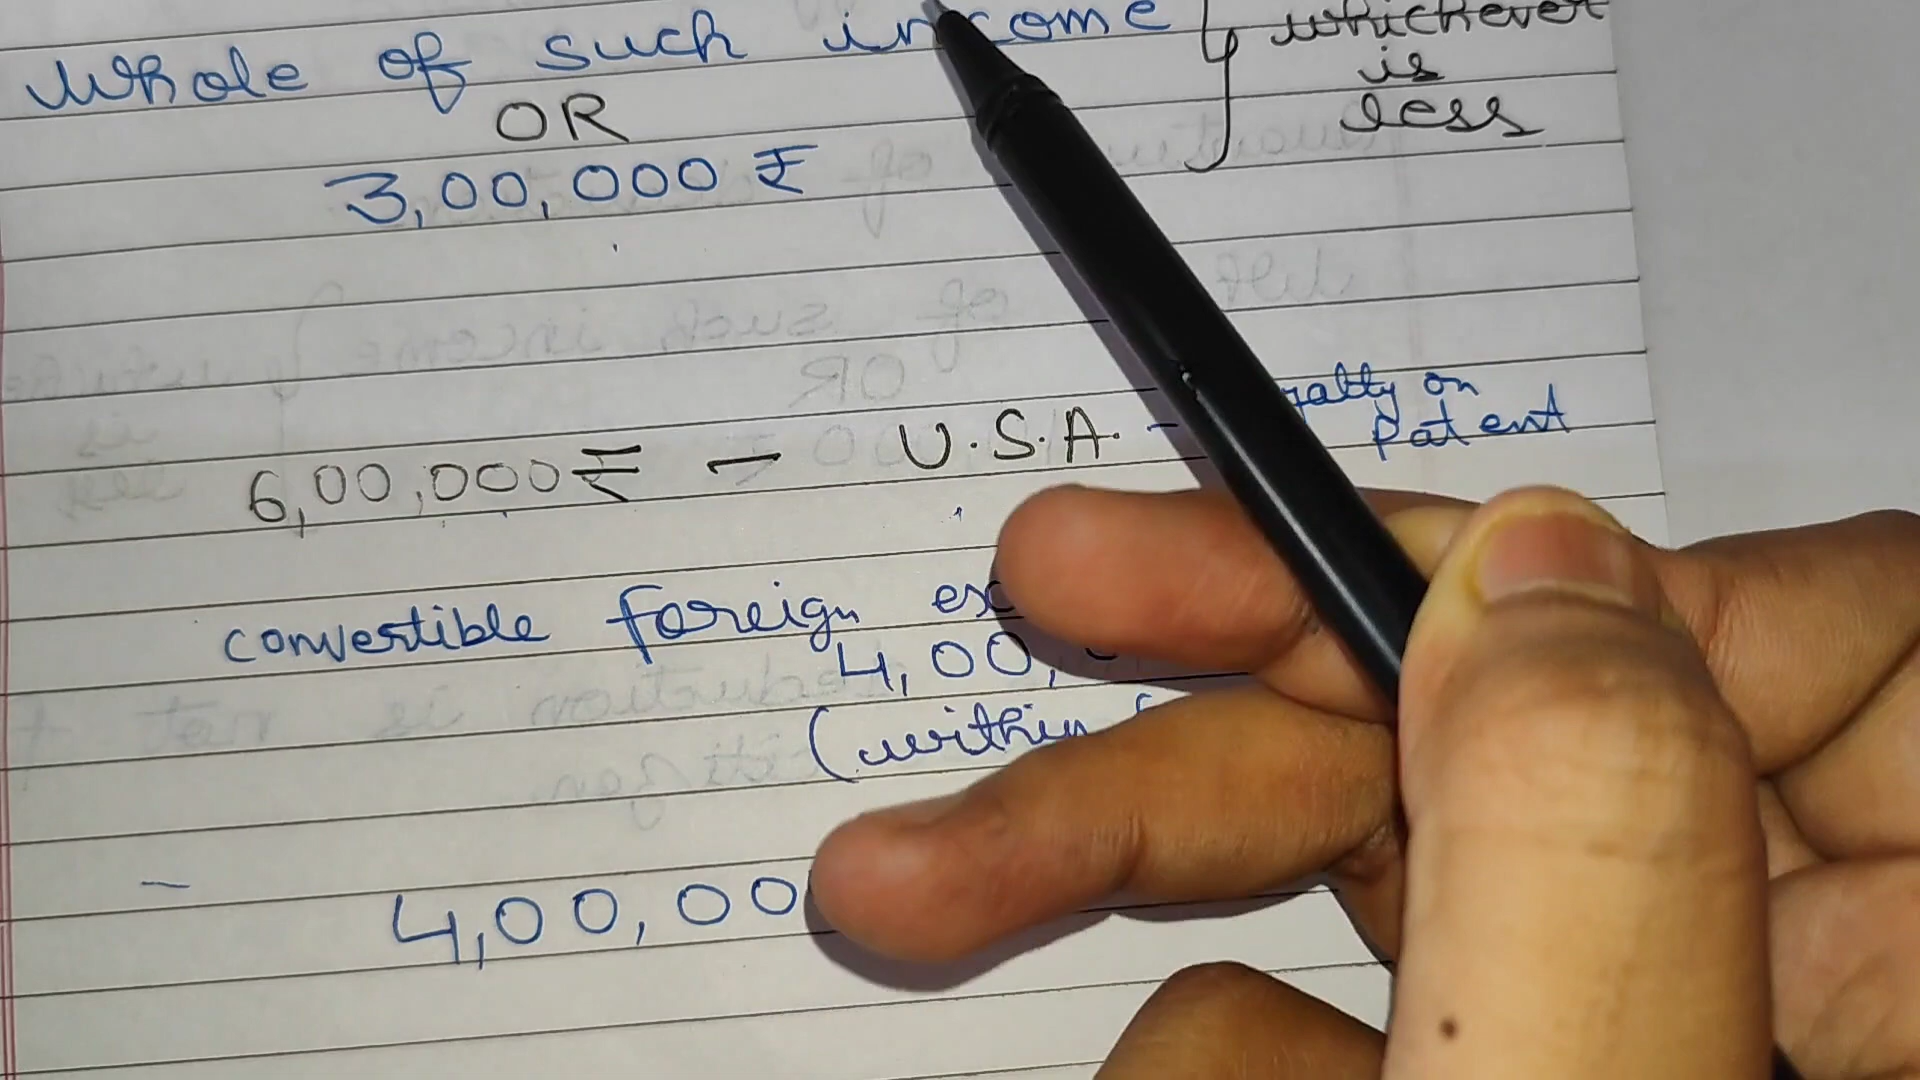 Whole of such income
whichever
is
less
OR
3,00,000 ₹
6,00,000₹ - U.S.A. -
on
Patent
convertible foreign
4,00,
(within
- 4,00,00